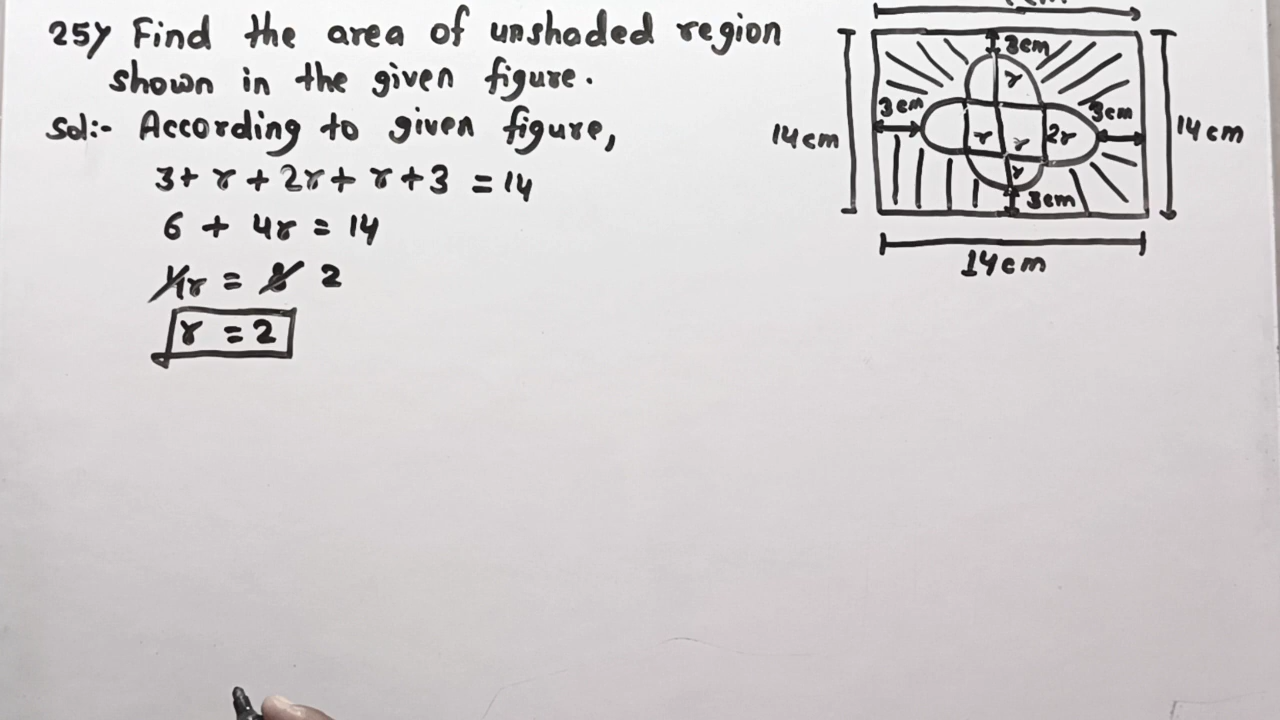 25) Find the area of unshaded region
shown in the given figure.
Sol:- According to given figure,
3 + r + 2r + r + 3 = 14
6 + 4r = 14
4r = 8 2
r = 2
cm
3cm
r
3cm
3cm
14cm
r
r
2r
14cm
r
3cm
14cm